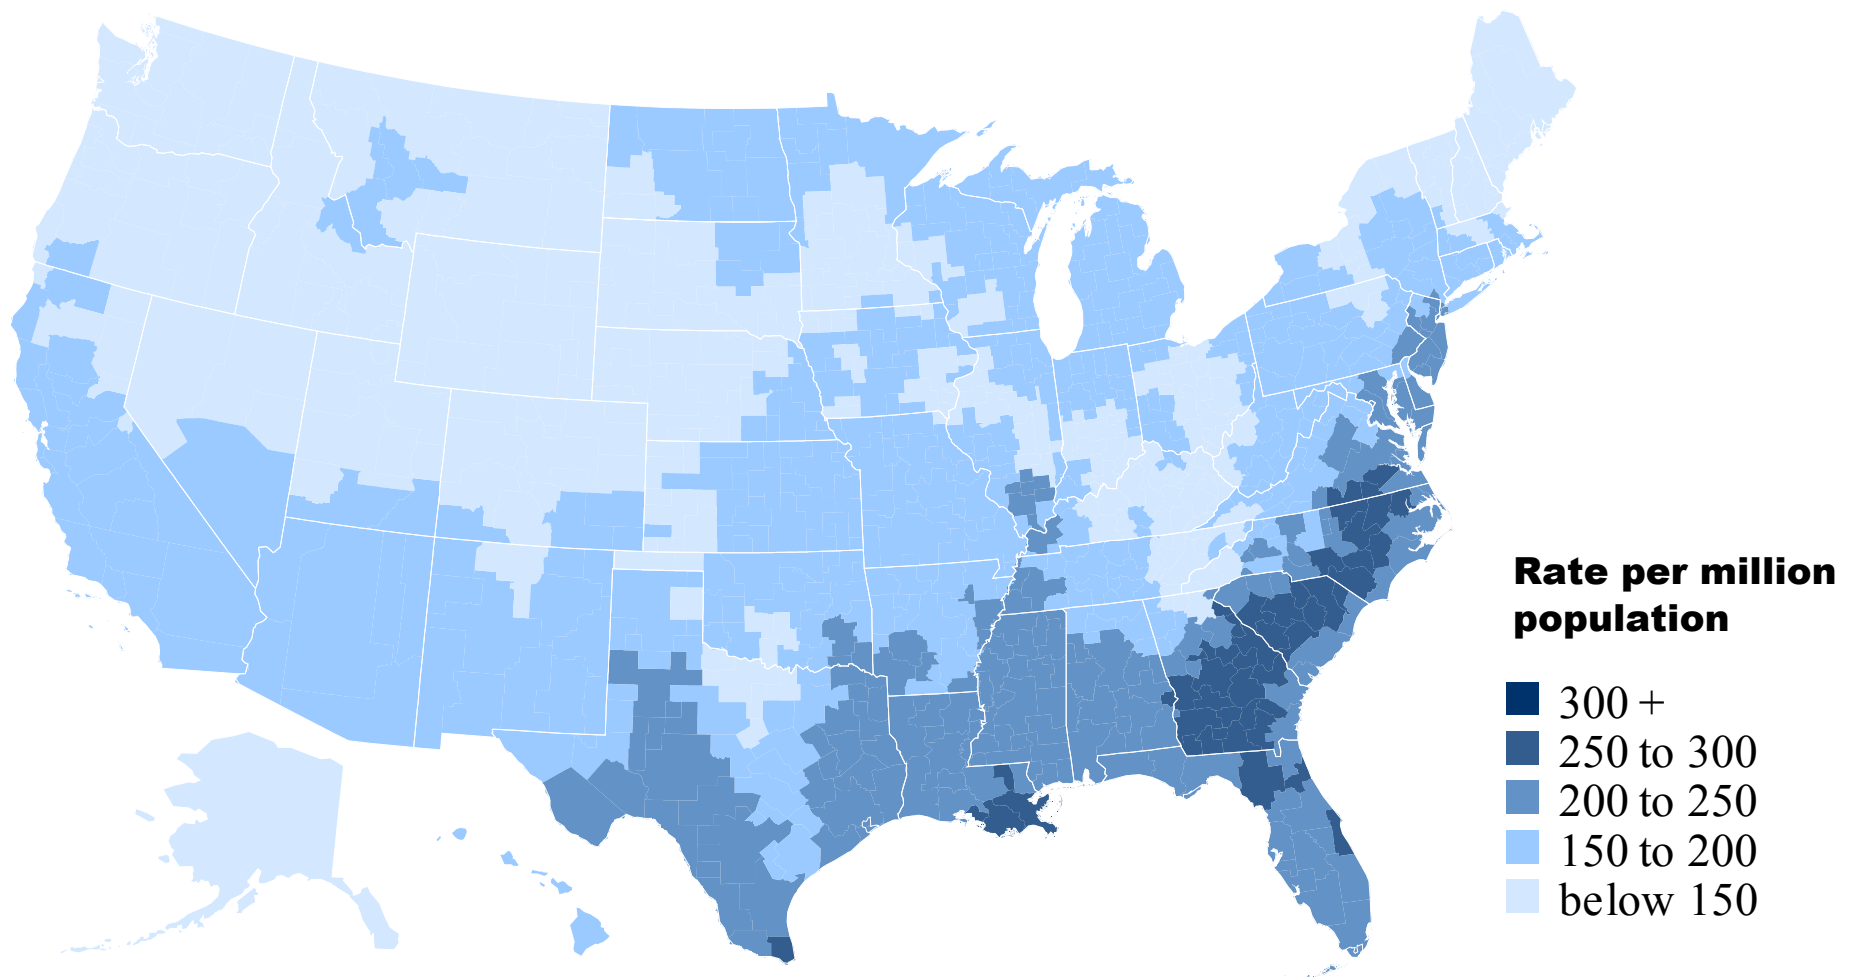 Rate per million
population
300 +
250 to 300
200 to 250
150 to 200
below 150